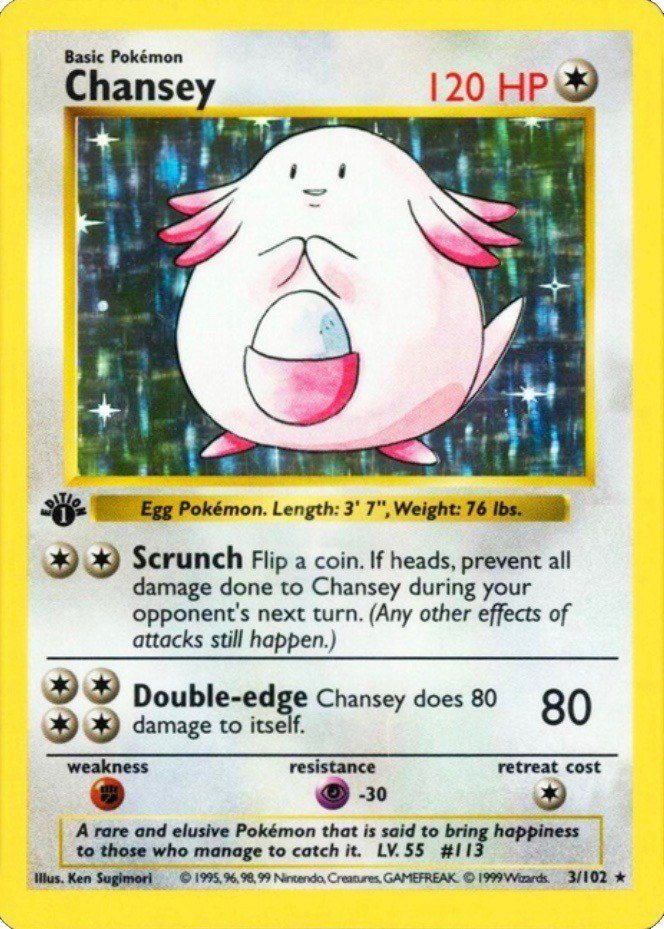 Basic Pokémon
Chansey 120 HP
EDITION 1
Egg Pokémon. Length: 3' 7", Weight: 76 lbs.
Scrunch Flip a coin. If heads, prevent all
damage done to Chansey during your
opponent's next turn. (Any other effects of
attacks still happen.)
Double-edge Chansey does 80 80
damage to itself.
weakness resistance retreat cost
-30
A rare and elusive Pokémon that is said to bring happiness
to those who manage to catch it. LV. 55 #113
Illus. Ken Sugimori © 1995, 96, 98, 99 Nintendo, Creatures, GAMEFREAK. © 1999 Wizards. 3/102 ★